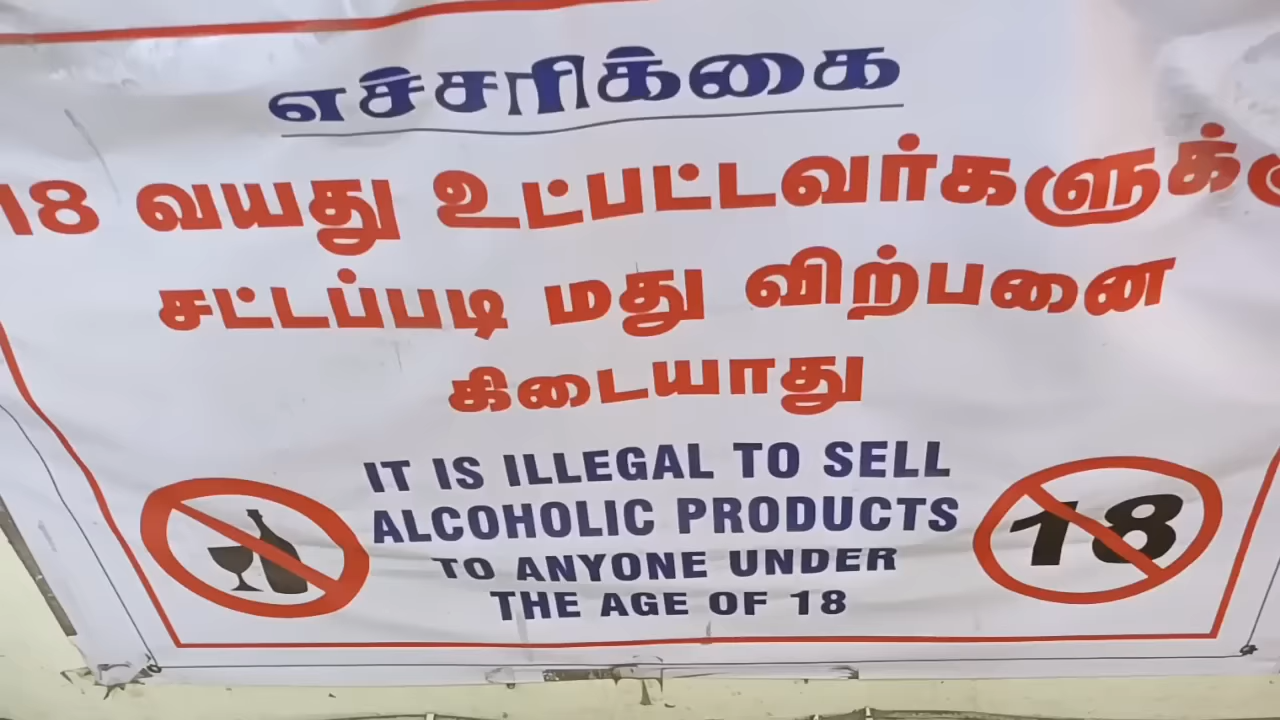 எச்சரிக்கை
18 வயது உட்பட்டவர்களுக்கு
சட்டப்படி மது விற்பனை
கிடையாது
IT IS ILLEGAL TO SELL
ALCOHOLIC PRODUCTS
TO ANYONE UNDER
THE AGE OF 18
18